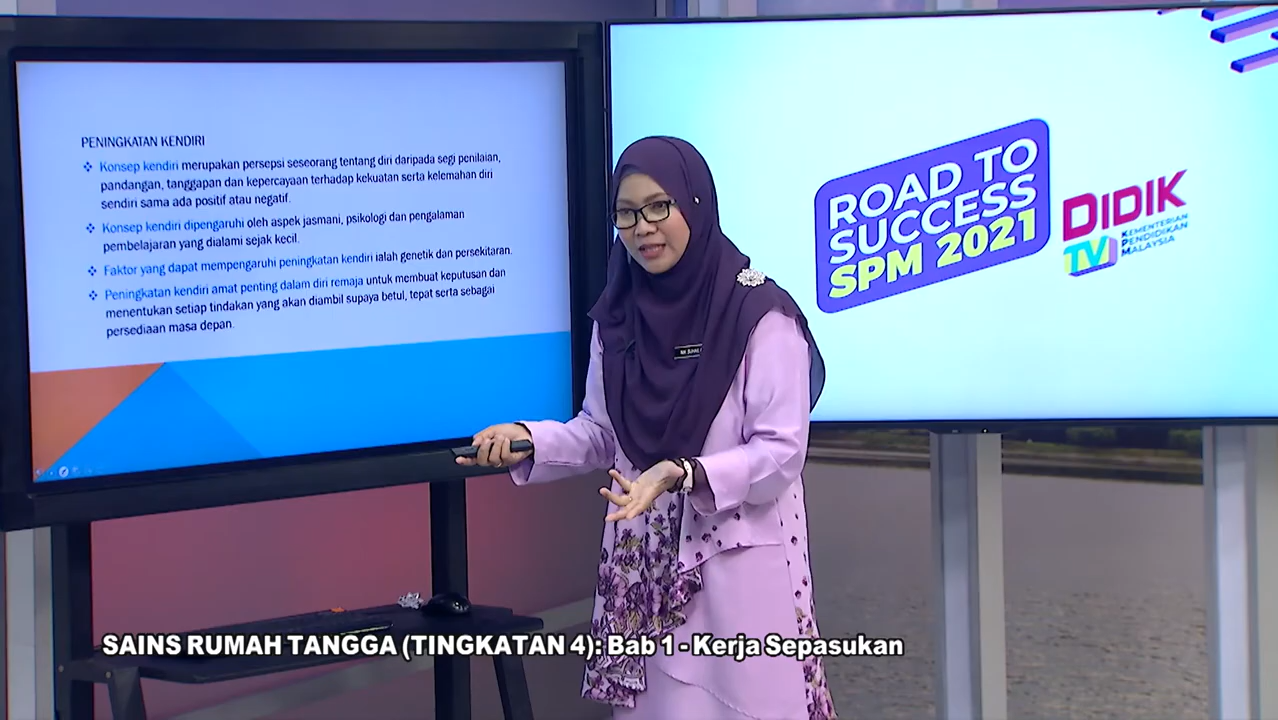 PENINGKATAN KENDIRI
❖ Konsep kendiri merupakan persepsi seseorang tentang diri daripada segi penilaian,
pandangan, tanggapan dan kepercayaan terhadap kekuatan serta kelemahan diri
sendiri sama ada positif atau negatif.
❖ Konsep kendiri dipengaruhi oleh aspek jasmani, psikologi dan pengalaman
pembelajaran yang dialami sejak kecil.
❖ Faktor yang dapat mempengaruhi peningkatan kendiri ialah genetik dan persekitaran.
❖ Peningkatan kendiri amat penting dalam diri remaja untuk membuat keputusan dan
menentukan setiap tindakan yang akan diambil supaya betul, tepat serta sebagai
persediaan masa depan.
ROAD TO
SUCCESS
SPM 2021
DIDIK
TV
KEMENTERIAN
PENDIDIKAN
MALAYSIA
SAINS RUMAH TANGGA (TINGKATAN 4): Bab 1 - Kerja Sepasukan